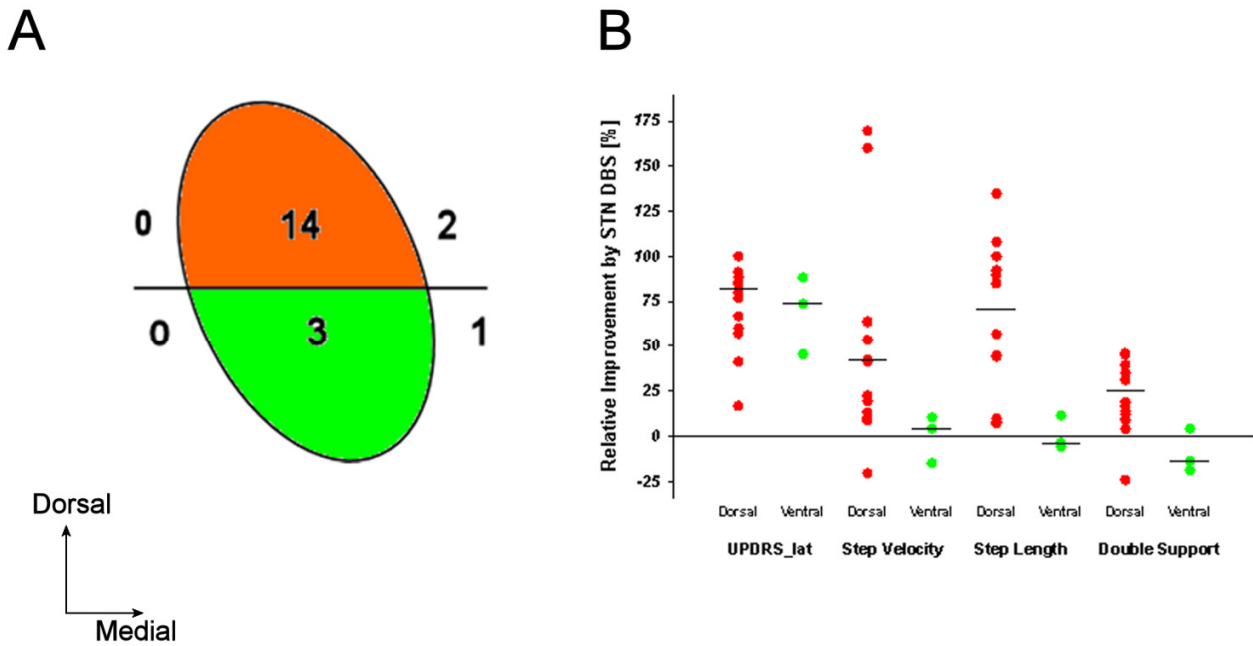 A
0
14
2
0
3
1
Dorsal
Medial
B
Relative Improvement by STN DBS [%]
175
150
125
100
75
50
25
0
-25
Dorsal Ventral Dorsal Ventral Dorsal Ventral Dorsal Ventral
UPDRS_lat Step Velocity Step Length Double Support